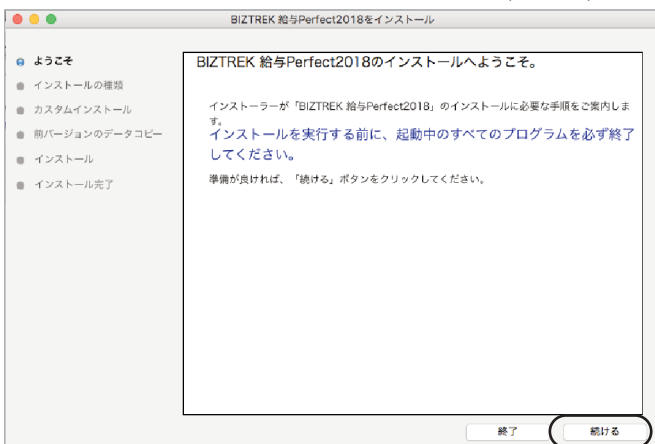 BIZTREK 給与Perfect2018をインストール
ようこそ
インストールの種類
カスタムインストール
前バージョンのデータコピー
インストール
インストール完了
BIZTREK 給与Perfect2018のインストールへようこそ。
インストーラーが「BIZTREK 給与Perfect2018」のインストールに必要な手順をご案内しま
す。
インストールを実行する前に、起動中のすべてのプログラムを必ず終了
してください。
準備が良ければ、「続ける」ボタンをクリックしてください。
終了
続ける